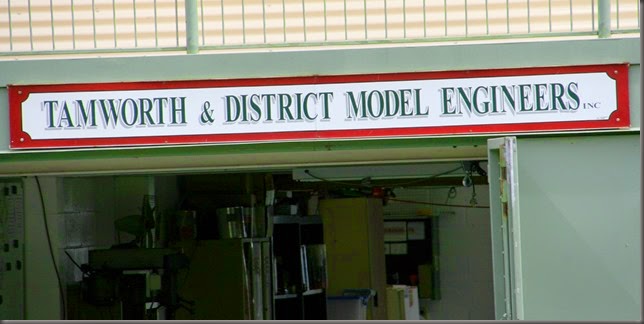 TAMWORTH & DISTRICT MODEL ENGINEERS INC